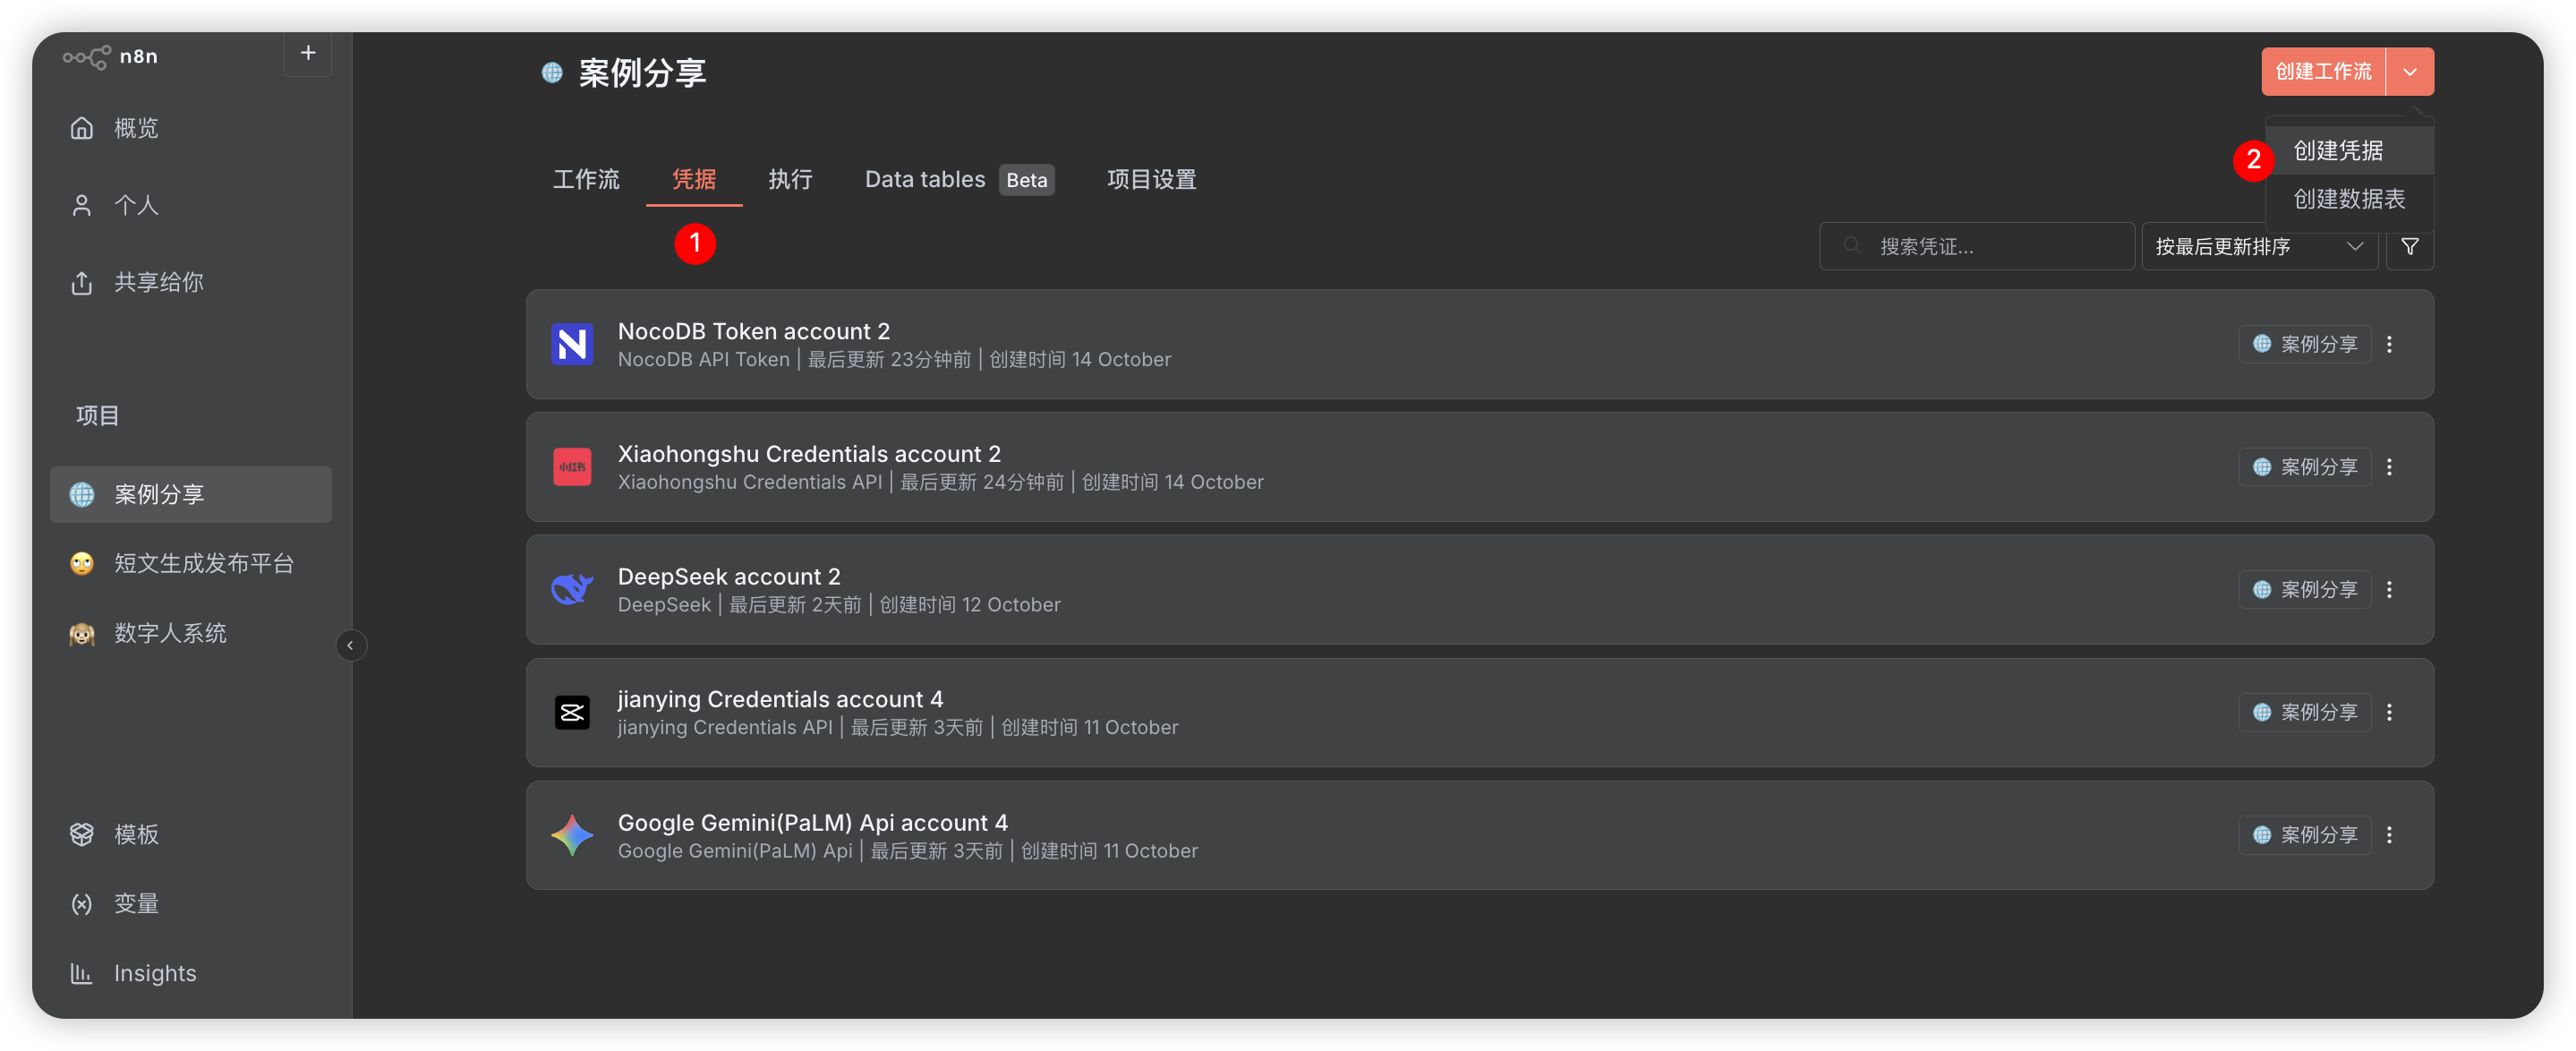 n8n
+
概览
个人
共享给你
项目
案例分享
短文生成发布平台
数字人系统
模板
变量
Insights
案例分享
创建工作流
创建凭据
创建数据表
2
工作流 凭据 执行 Data tables Beta 项目设置
1
搜索凭证...
按最后更新排序
NocoDB Token account 2
NocoDB API Token | 最后更新 23分钟前 | 创建时间 14 October
案例分享
小红书
Xiaohongshu Credentials account 2
Xiaohongshu Credentials API | 最后更新 24分钟前 | 创建时间 14 October
案例分享
DeepSeek account 2
DeepSeek | 最后更新 2天前 | 创建时间 12 October
案例分享
jianying Credentials account 4
jianying Credentials API | 最后更新 3天前 | 创建时间 11 October
案例分享
Google Gemini(PaLM) Api account 4
Google Gemini(PaLM) Api | 最后更新 3天前 | 创建时间 11 October
案例分享